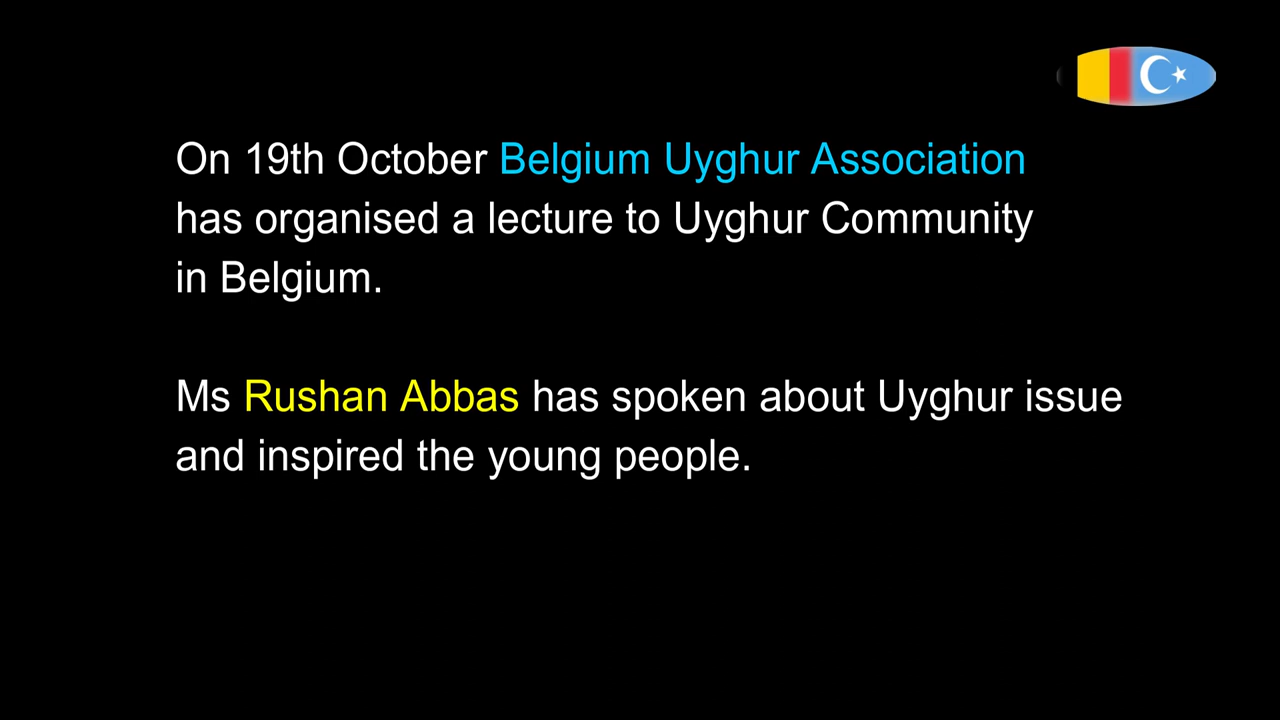 On 19th October Belgium Uyghur Association
has organised a lecture to Uyghur Community
in Belgium.
Ms Rushan Abbas has spoken about Uyghur issue
and inspired the young people.